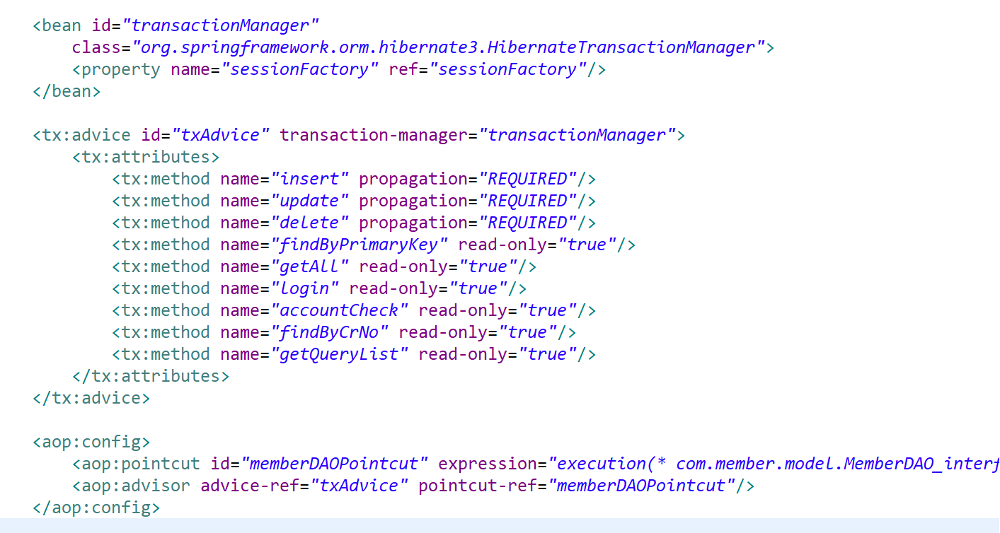 <bean id="transactionManager"
class="org.springframework.orm.hibernate3.HibernateTransactionManager">
<property name="sessionFactory" ref="sessionFactory"/>
</bean>
<tx:advice id="txAdvice" transaction-manager="transactionManager">
<tx:attributes>
<tx:method name="insert" propagation="REQUIRED"/>
<tx:method name="update" propagation="REQUIRED"/>
<tx:method name="delete" propagation="REQUIRED"/>
<tx:method name="findByPrimaryKey" read-only="true"/>
<tx:method name="getAll" read-only="true"/>
<tx:method name="login" read-only="true"/>
<tx:method name="accountCheck" read-only="true"/>
<tx:method name="findByCrNo" read-only="true"/>
<tx:method name="getQueryList" read-only="true"/>
</tx:attributes>
</tx:advice>
<aop:config>
<aop:pointcut id="memberDAOPointcut" expression="execution(* com.member.model.MemberDAO_interf
<aop:advisor advice-ref="txAdvice" pointcut-ref="memberDAOPointcut"/>
</aop:config>